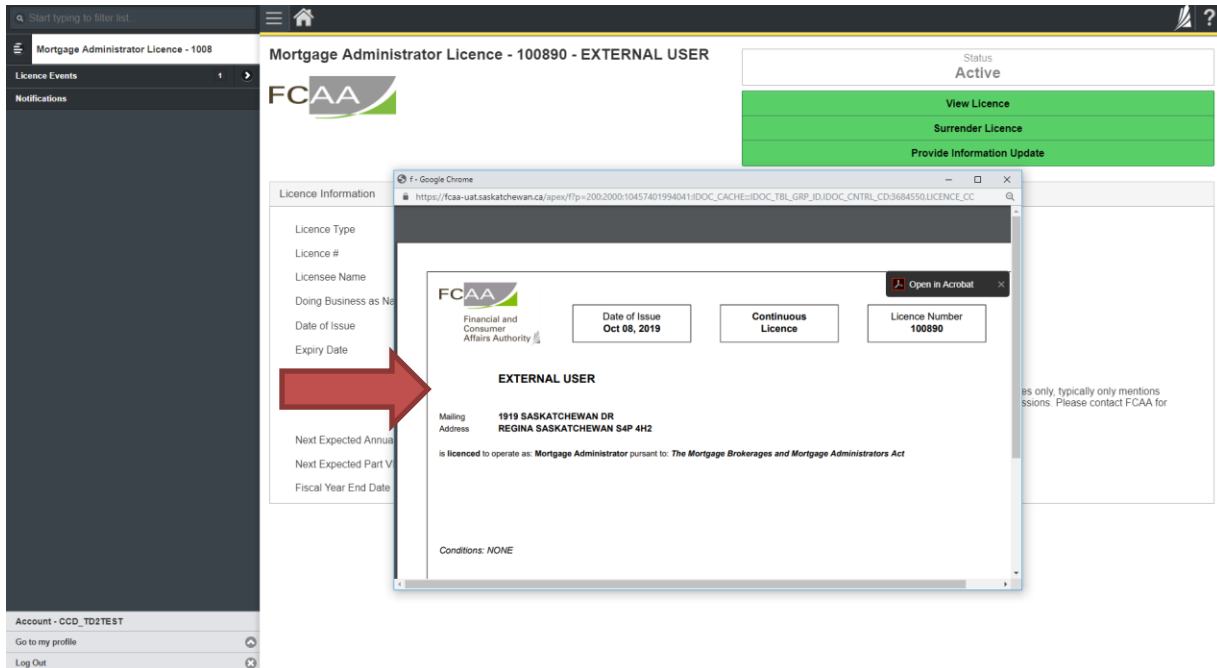 Start typing to filter list.
?
Mortgage Administrator Licence - 1008
Licence Events 1
Notifications
Account - CCD_TD2TEST
Go to my profile
Log Out
Mortgage Administrator Licence - 100890 - EXTERNAL USER
FCAA
Status
Active
View Licence
Surrender Licence
Provide Information Update
Licence Information
Licence Type
Licence #
Licensee Name
Doing Business as Na
Date of Issue
Expiry Date
es only, typically only mentions
ssions. Please contact FCAA for
Next Expected Annua
Next Expected Part V
Fiscal Year End Date
f - Google Chrome
https://fcaa-uat.saskatchewan.ca/apex/f?p=200:2000:10457401994041:IDOC_CACHE:::IDOC_TBL_GRP_ID,IDOC_CNTRL_CD:3684550,LICENCE_CC
Open in Acrobat
FCAA
Financial and
Consumer
Affairs Authority
Date of Issue
Oct 08, 2019
Continuous
Licence
Licence Number
100890
EXTERNAL USER
Mailing 1919 SASKATCHEWAN DR
Address REGINA SASKATCHEWAN S4P 4H2
is licenced to operate as: Mortgage Administrator pursuant to: The Mortgage Brokerages and Mortgage Administrators Act
Conditions: NONE